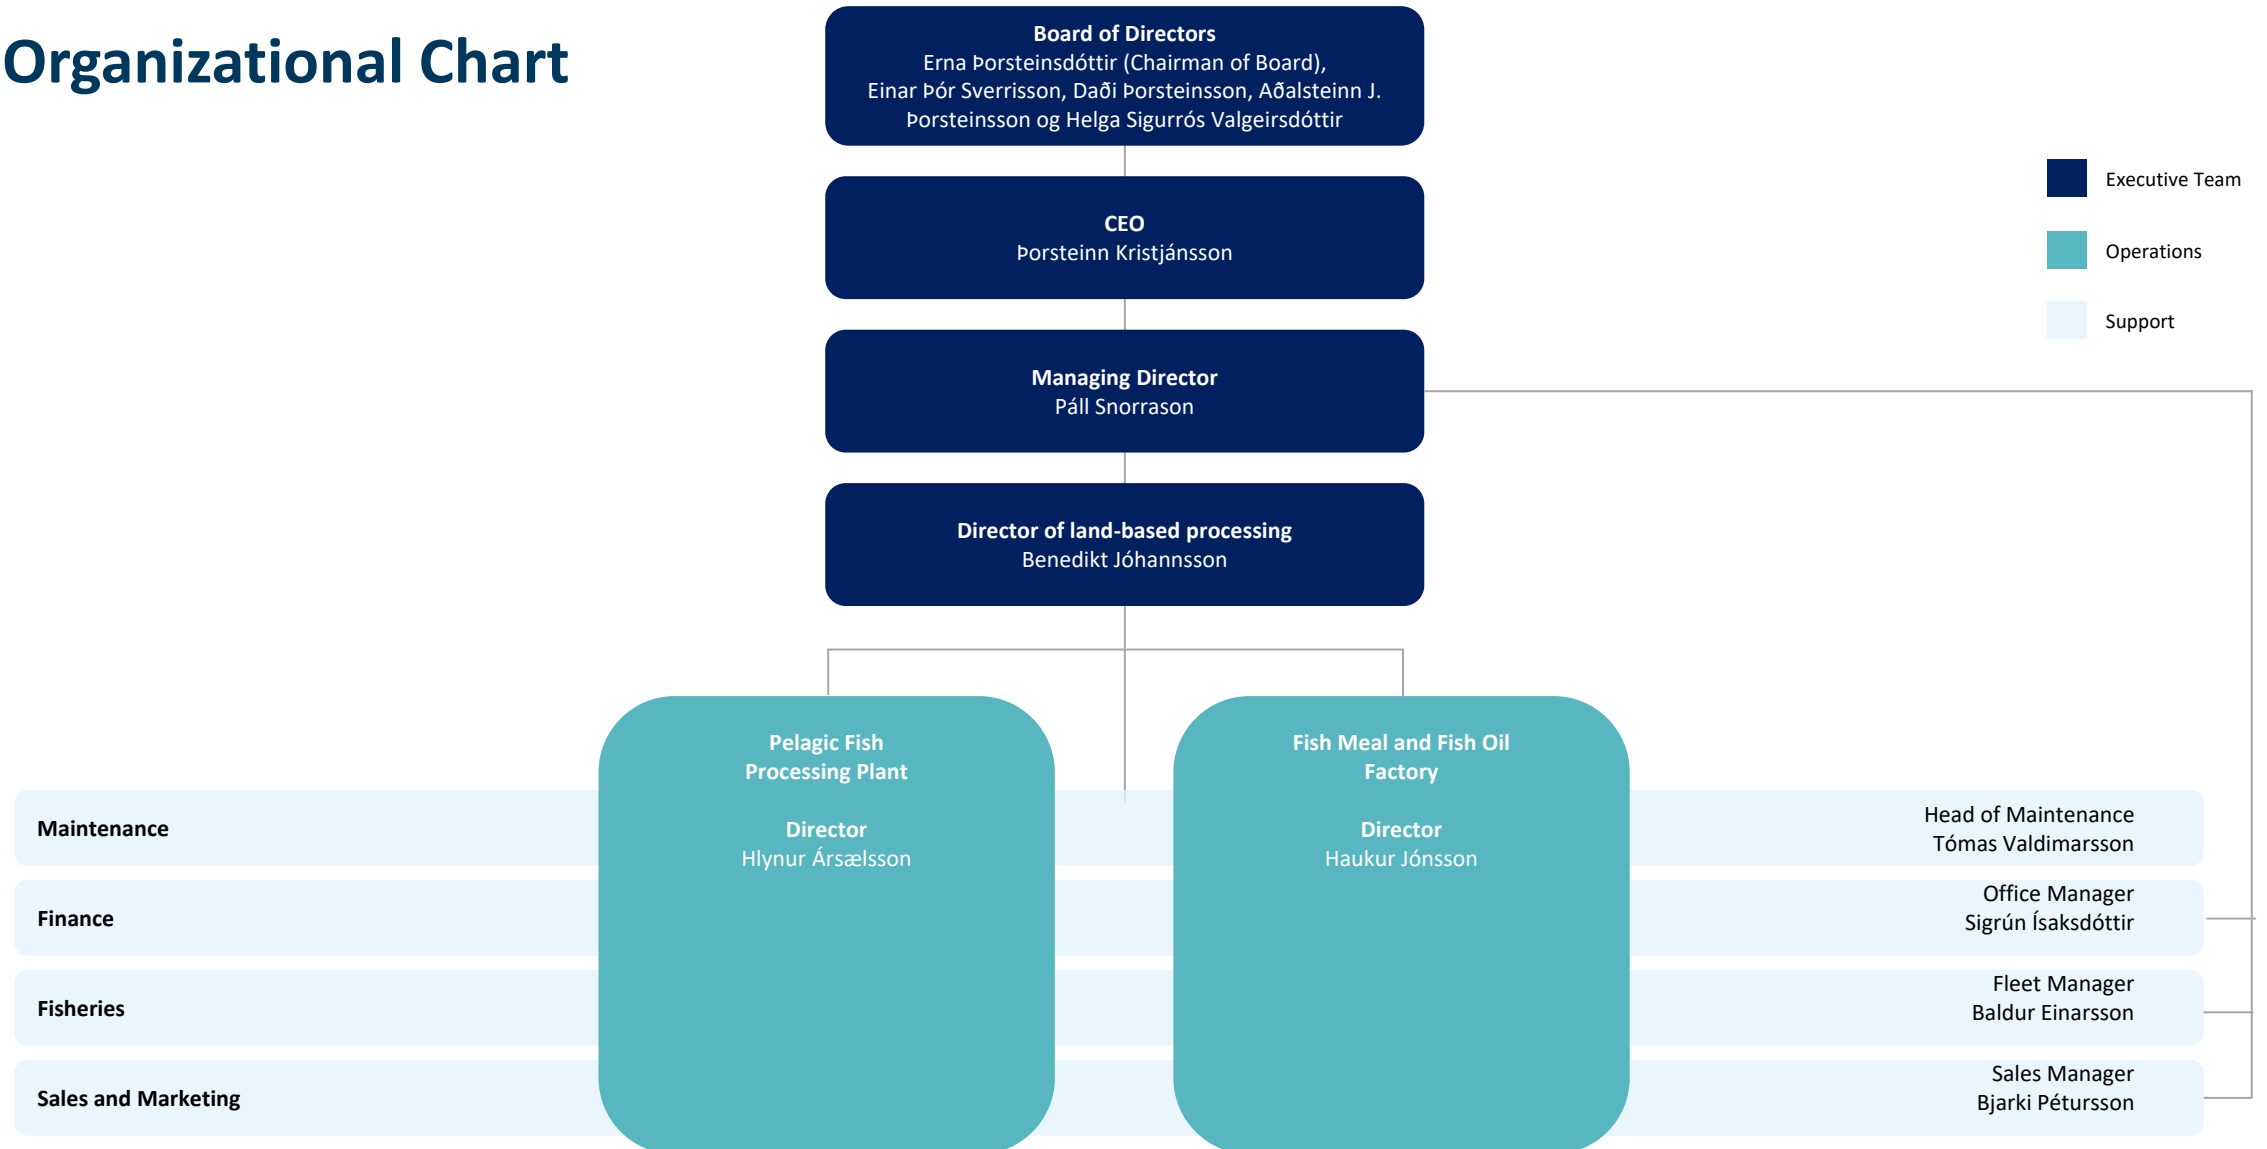 Organizational Chart
Board of Directors
Erna Þorsteinsdóttir (Chairman of Board),
Einar Þór Sverrisson, Daði Þorsteinsson, Aðalsteinn J.
Þorsteinsson og Helga Sigurrós Valgeirsdóttir
Executive Team
CEO
Þorsteinn Kristjánsson
Operations
Support
Managing Director
Páll Snorrason
Director of land-based processing
Benedikt Jóhannsson
Pelagic Fish
Processing Plant
Director
Hlynur Ársælsson
Fish Meal and Fish Oil
Factory
Director
Haukur Jónsson
Maintenance
Head of Maintenance
Tómas Valdimarsson
Finance
Office Manager
Sigrún Ísaksdóttir
Fisheries
Fleet Manager
Baldur Einarsson
Sales and Marketing
Sales Manager
Bjarki Pétursson